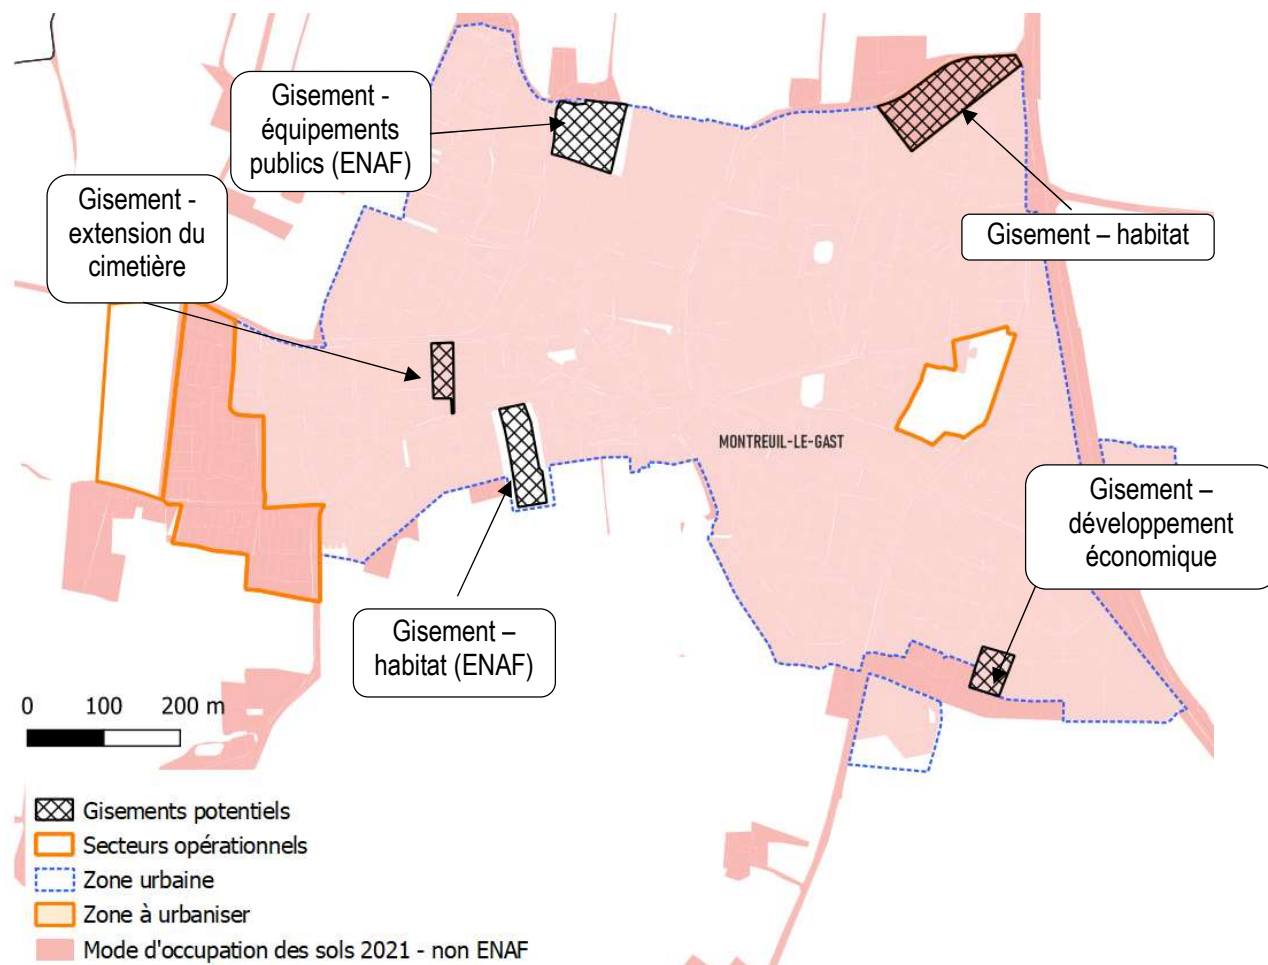 Gisement -
équipements
publics (ENAF)
Gisement -
extension du
cimetière
Gisement – habitat
MONTREUIL-LE-GAST
Gisement –
développement
économique
Gisement –
habitat (ENAF)
0 100 200 m
Gisements potentiels
Secteurs opérationnels
Zone urbaine
Zone à urbaniser
Mode d'occupation des sols 2021 - non ENAF